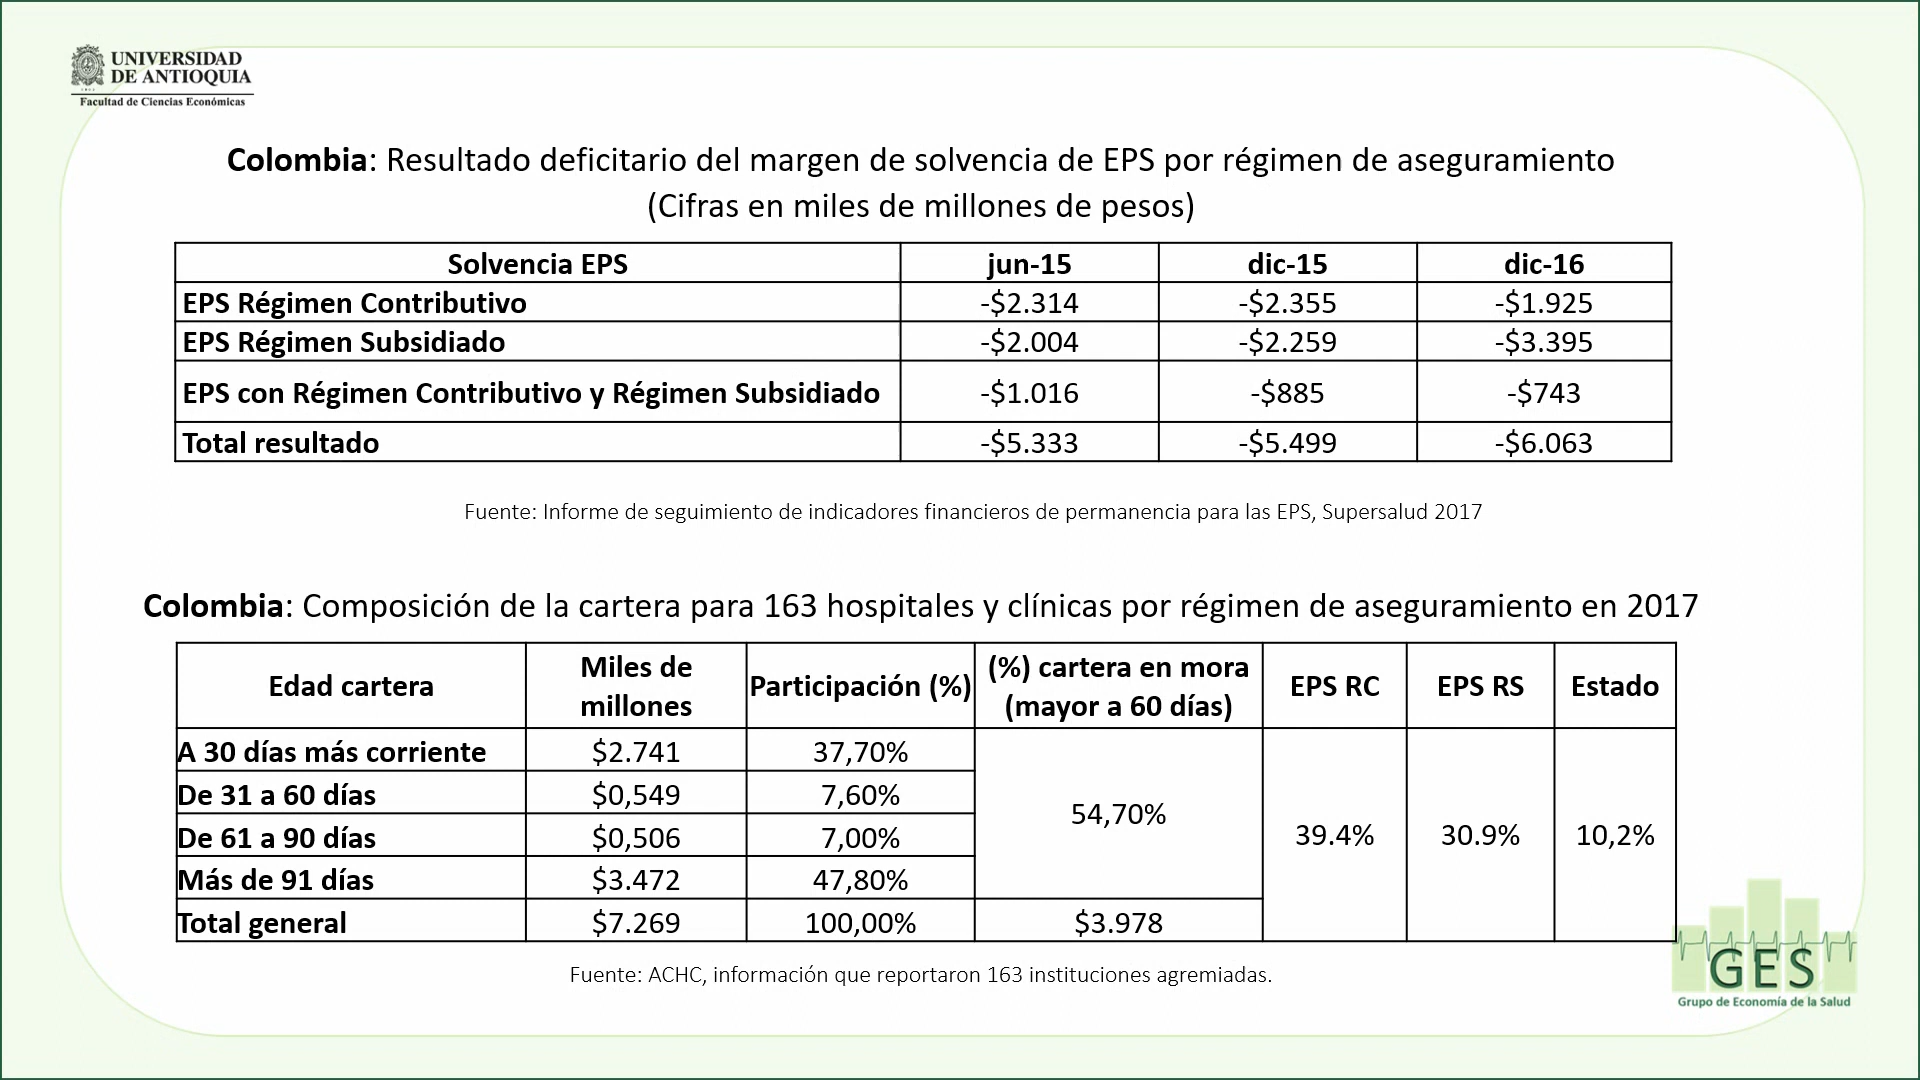 UNIVERSIDAD
DE ANTIOQUIA
1803
Facultad de Ciencias Económicas
Colombia: Resultado deficitario del margen de solvencia de EPS por régimen de aseguramiento
(Cifras en miles de millones de pesos)
Solvencia EPS jun-15 dic-15 dic-16
EPS Régimen Contributivo -$2.314 -$2.355 -$1.925
EPS Régimen Subsidiado -$2.004 -$2.259 -$3.395
EPS con Régimen Contributivo y Régimen Subsidiado -$1.016 -$885 -$743
Total resultado -$5.333 -$5.499 -$6.063
Fuente: Informe de seguimiento de indicadores financieros de permanencia para las EPS, Supersalud 2017
Colombia: Composición de la cartera para 163 hospitales y clínicas por régimen de aseguramiento en 2017
Edad cartera Miles de millones Participación (%) (%) cartera en mora (mayor a 60 días) EPS RC EPS RS Estado
A 30 días más corriente $2.741 37,70% 54,70% 39.4% 30.9% 10,2%
De 31 a 60 días $0,549 7,60%
De 61 a 90 días $0,506 7,00%
Más de 91 días $3.472 47,80%
Total general $7.269 100,00% $3.978
Fuente: ACHC, información que reportaron 163 instituciones agremiadas.
GES
Grupo de Economía de la Salud